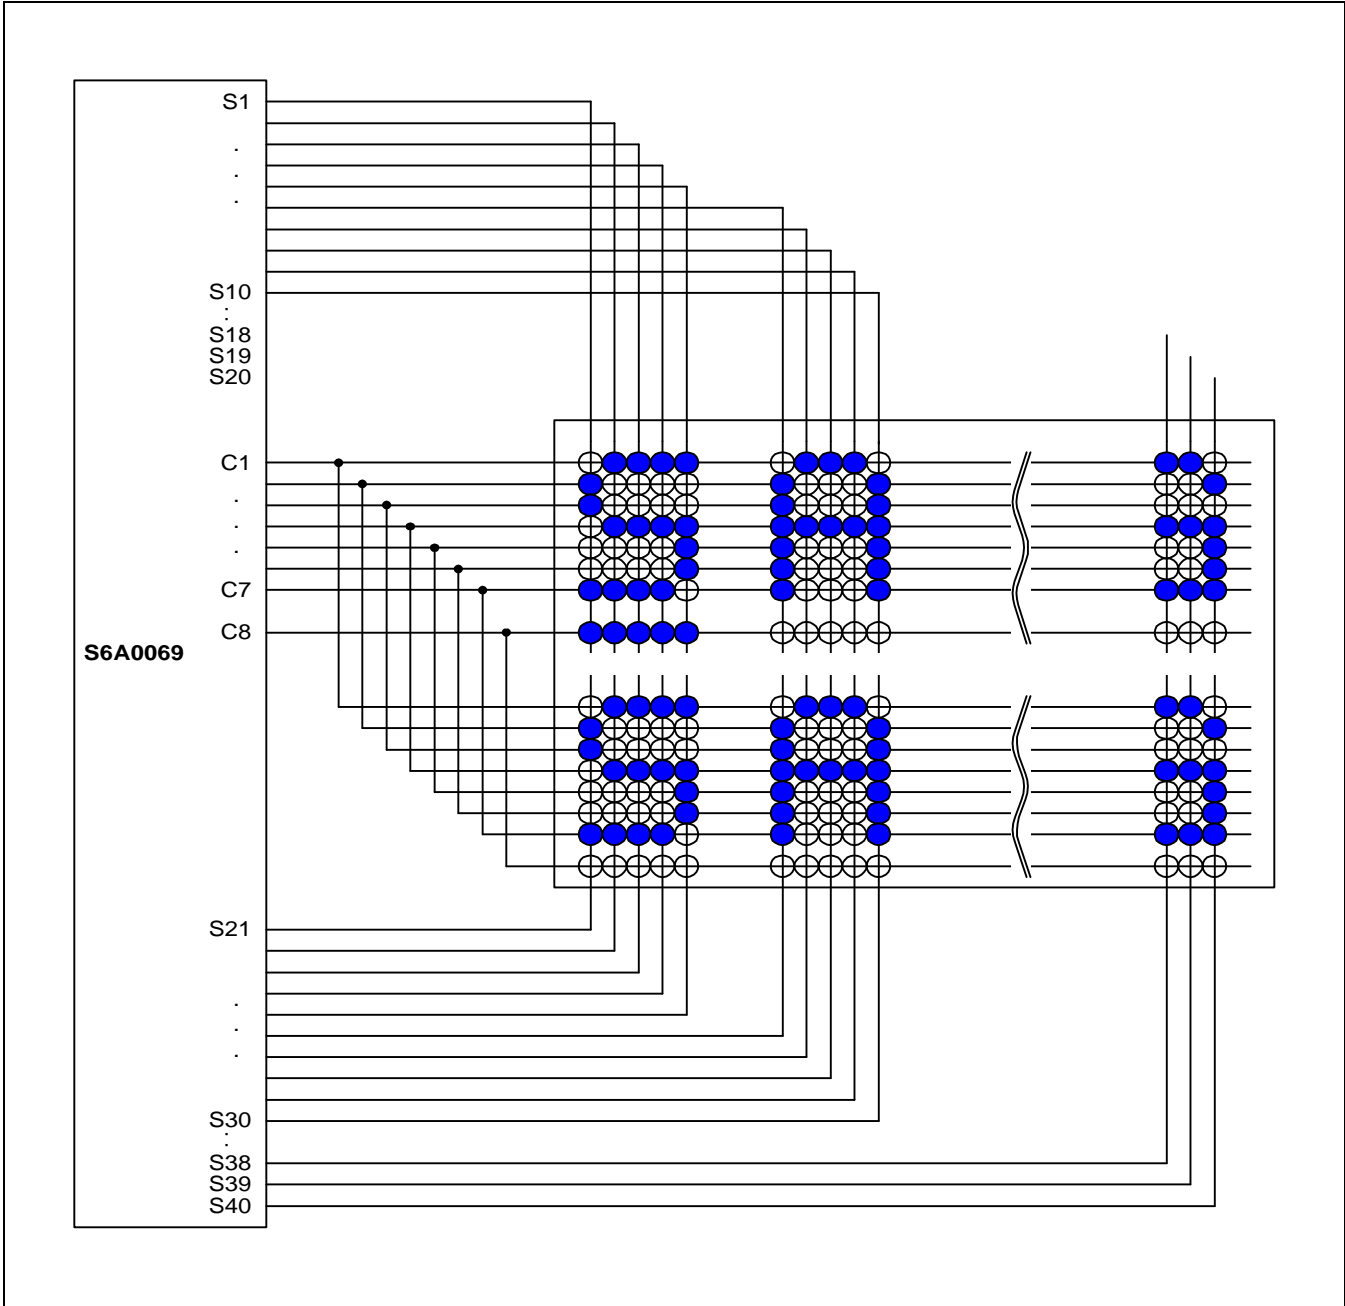 S1
.
.
.
S10
:
S18
S19
S20
C1
.
.
.
C7
C8
S6A0069
S21
.
.
.
S30
:
S38
S39
S40